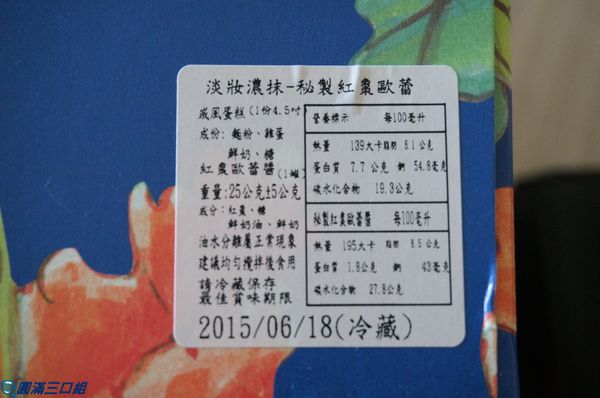 淡妝濃抹-秘製紅棗歐蕾
戚風蛋糕(1份4.5吋)
成份: 麵粉、雞蛋
鮮奶、糖
紅棗歐蕾醬(1罐)
重量:25公克±5公克
成分:紅棗、糖
鮮奶油、鮮奶
油水分離屬正常現象
建議均勻攪拌後食用
請冷藏保存
最佳賞味期限
2015/06/18(冷藏)
營養標示 每100毫升
熱量 139大卡 脂肪 8.1公克
蛋白質 7.7公克 鈉 54.8毫克
碳水化合物 19.3公克
秘製紅棗歐蕾醬 每100毫升
熱量 195大卡 脂肪 8.5公克
蛋白質 1.8公克 鈉 43毫克
碳水化合物 27.8公克
圓滿三口組